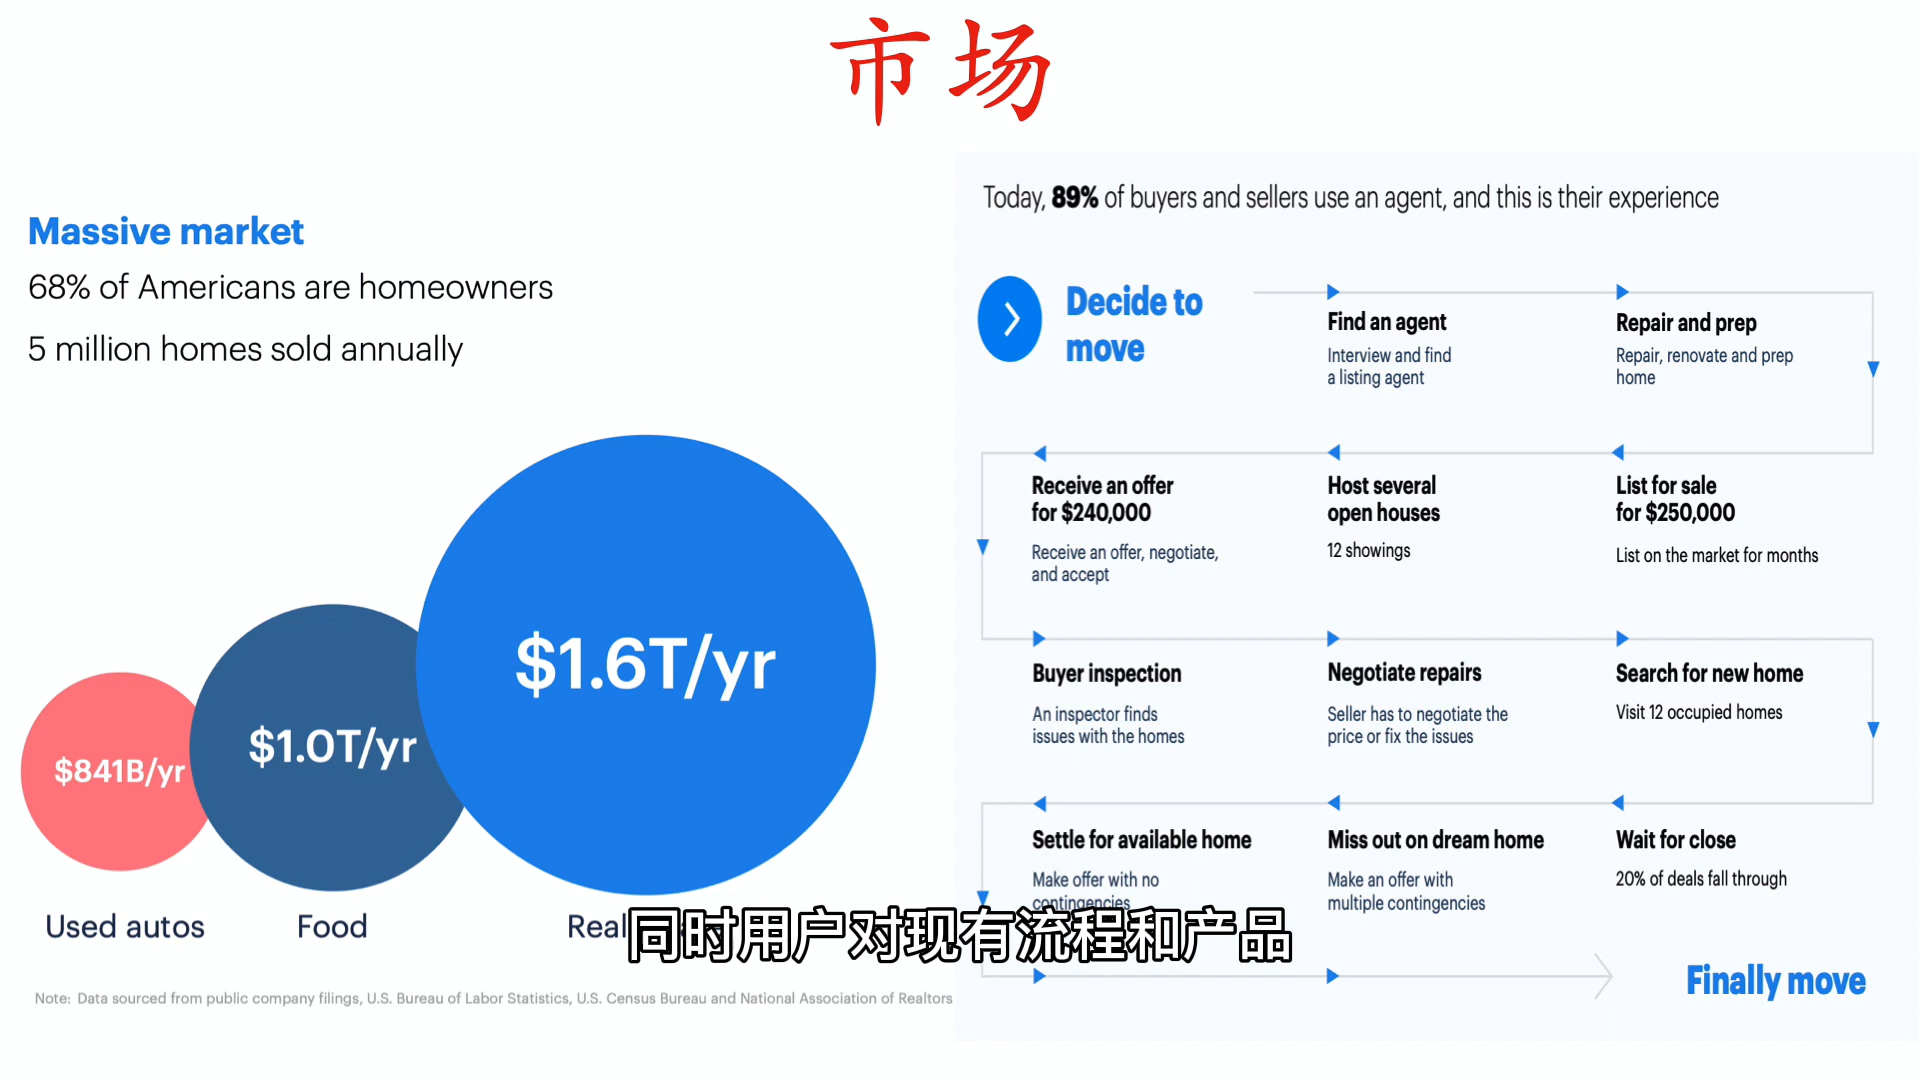 市场
Massive market
68% of Americans are homeowners
5 million homes sold annually
$841B/yr
$1.0T/yr
$1.6T/yr
Used autos
Food
Real
Note: Data sourced from public company filings, U.S. Bureau of Labor Statistics, U.S. Census Bureau and National Association of Realtors
Today, 89% of buyers and sellers use an agent, and this is their experience
Decide to
move
Find an agent
Interview and find
a listing agent
Repair and prep
Repair, renovate and prep
home
Receive an offer
for $240,000
Receive an offer, negotiate,
and accept
Host several
open houses
12 showings
List for sale
for $250,000
List on the market for months
Buyer inspection
An inspector finds
issues with the homes
Negotiate repairs
Seller has to negotiate the
price or fix the issues
Search for new home
Visit 12 occupied homes
Settle for available home
Make offer with no
contingencies
Miss out on dream home
Make an offer with
multiple contingencies
Wait for close
20% of deals fall through
Finally move
同时用户对现有流程和产品